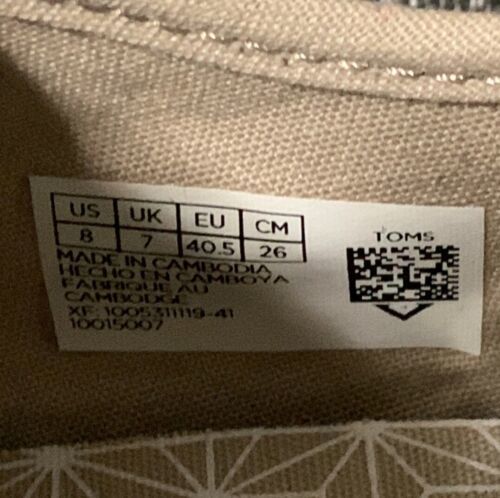 US UK EU CM
8 7 40.5 26
MADE IN CAMBODIA
HECHO EN CAMBOYA
FABRIQUE AU
CAMBODGE
XF: 1005311119-41
10015007
TOMS